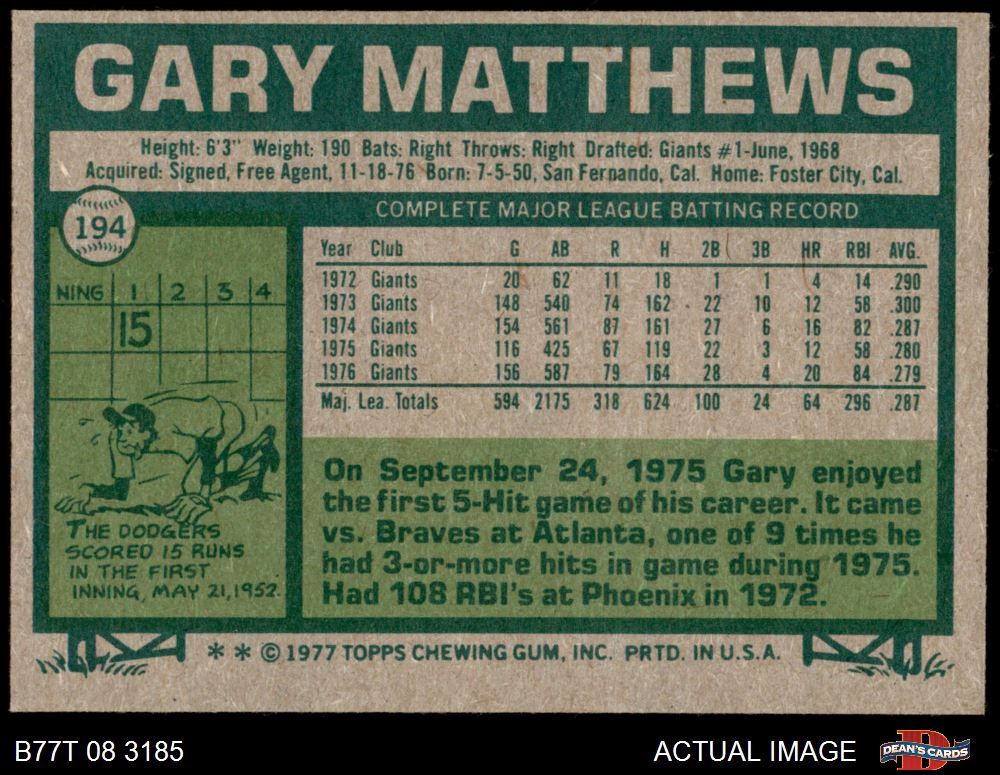 GARY MATTHEWS
Height: 6'3" Weight: 190 Bats: Right Throws: Right Drafted: Giants #1-June, 1968
Acquired: Signed, Free Agent, 11-18-76 Born: 7-5-50, San Fernando, Cal. Home: Foster City, Cal.
194
COMPLETE MAJOR LEAGUE BATTING RECORD
Year Club G AB R H 2B 3B HR RBI AVG.
1972 Giants 20 62 11 18 1 1 4 14 .290
1973 Giants 148 540 74 162 22 10 12 58 .300
1974 Giants 154 561 87 161 27 6 16 82 .287
1975 Giants 116 425 67 119 22 3 12 58 .280
1976 Giants 156 587 79 164 28 4 20 84 .279
Maj. Lea. Totals 594 2175 318 624 100 24 64 296 .287
NING 1 2 3 4
15
THE DODGERS
SCORED 15 RUNS
IN THE FIRST
INNING, MAY 21, 1952.
On September 24, 1975 Gary enjoyed
the first 5-Hit game of his career. It came
vs. Braves at Atlanta, one of 9 times he
had 3-or-more hits in game during 1975.
Had 108 RBI's at Phoenix in 1972.
** © 1977 TOPPS CHEWING GUM, INC. PRTD. IN U.S.A.
B77T 08 3185
ACTUAL IMAGE
D
DEAN'S CARDS